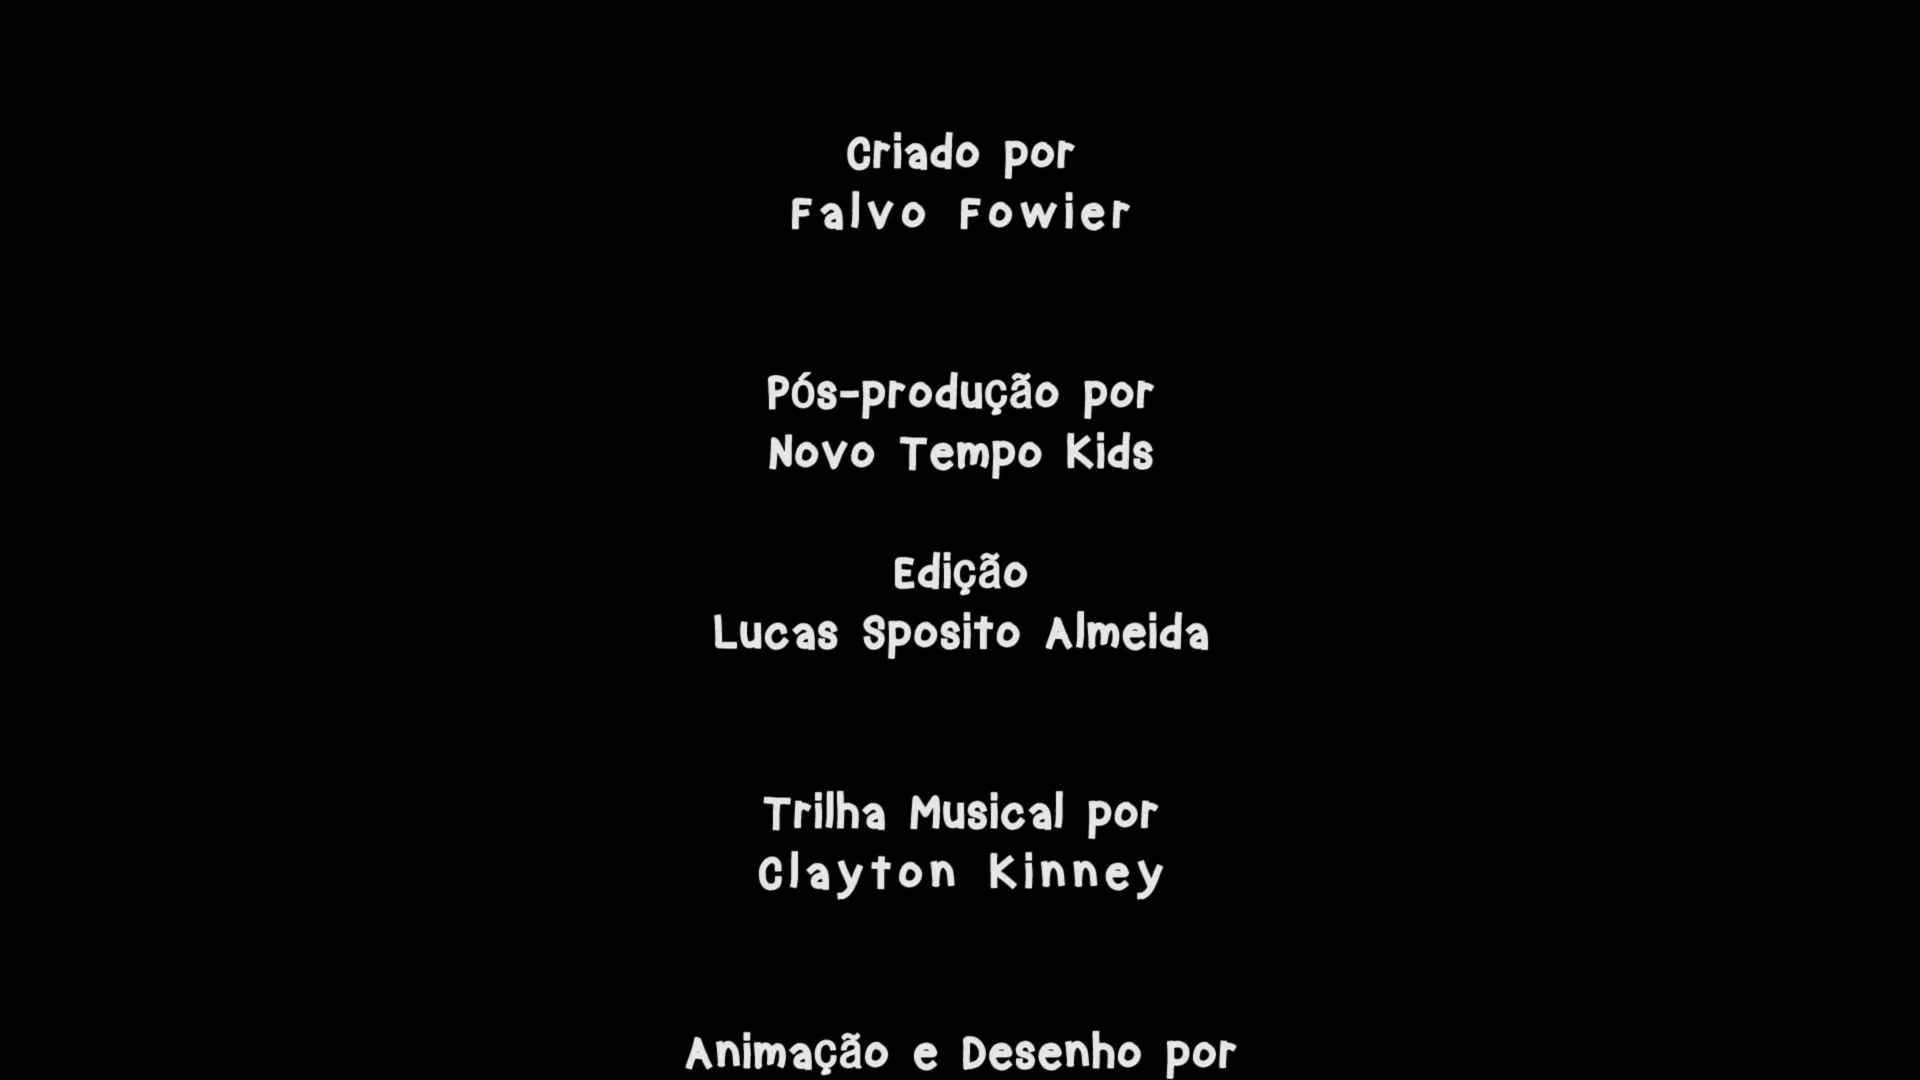 Criado por
Falvo Fowier
Pós-produção por
Novo Tempo Kids
Edição
Lucas Sposito Almeida
Trilha Musical por
Clayton Kinney
Animação e Desenho por